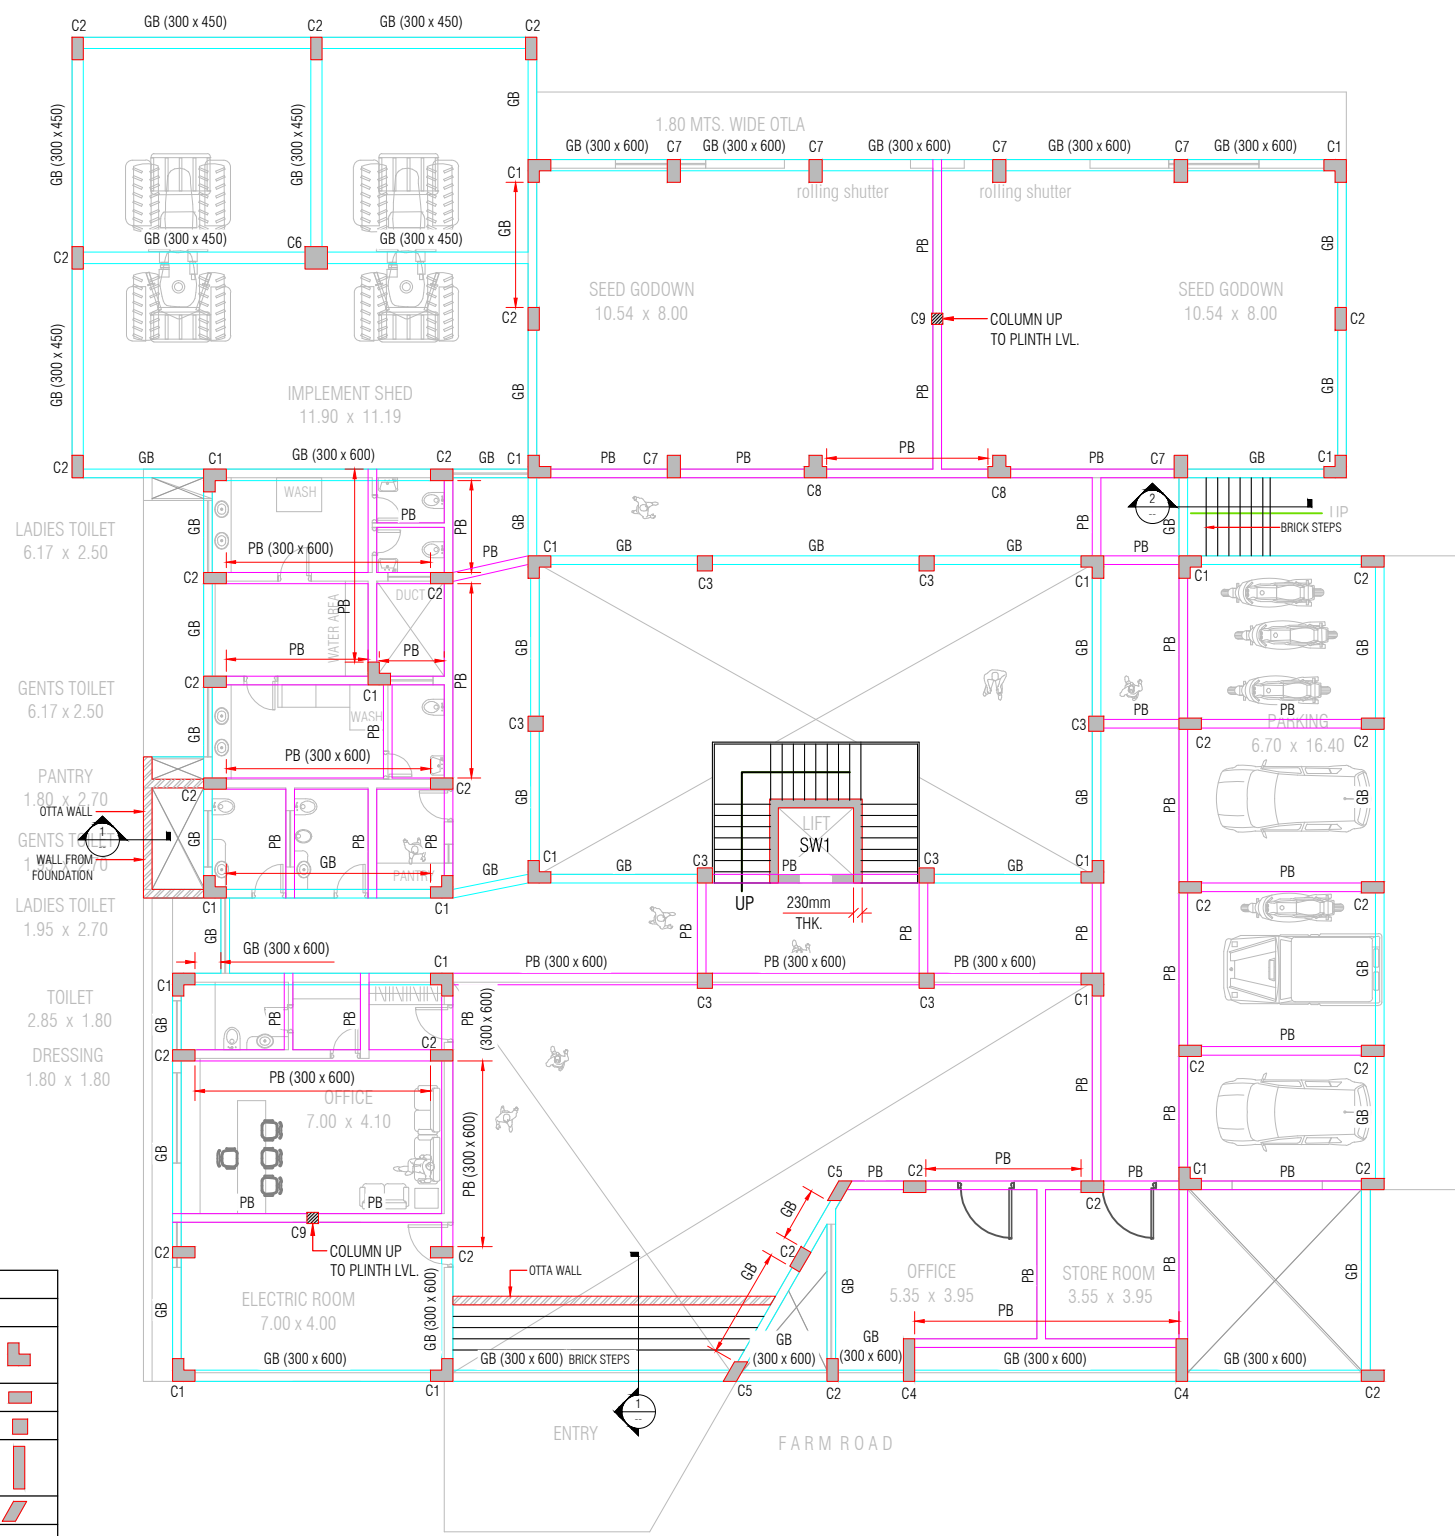 C2 GB (300 x 450) C2 GB (300 x 450) C2
GB (300 x 450) GB (300 x 450) GB
1.80 MTS. WIDE OTLA
GB (300 x 600) C7 GB (300 x 600) GB (300 x 600) C7 GB (300 x 600) C7 GB (300 x 600) C1
C7
C1
rolling shutter rolling shutter
GB (300 x 450) C6 GB (300 x 450) GB PB GB
C2
SEED GODOWN SEED GODOWN
10.54 x 8.00 10.54 x 8.00
C2 C9 COLUMN UP C2
TO PLINTH LVL.
GB (300 x 450) GB PB GB
IMPLEMENT SHED
11.90 x 11.19
C2 GB C1 GB (300 x 600) C2 GB C1 PB C7 PB PB PB C7 GB C1
C8 C8
WASH
2
--
UP
BRICK STEPS
LADIES TOILET
6.17 x 2.50
GB PB PB GB PB GB
PB (300 x 600) PB C1 GB GB GB C1 PB C1 C2
C3 C3
C2 C2
DUCT
WATER AREA PB
GB PB PB GB GB
PB
GENTS TOILET
6.17 x 2.50
C2 C1
WASH
C3 C3 PB PB
PARKING
6.70 x 16.40
C2 C2
GB PB
PB (300 x 600)
PANTRY
1.80 x 2.70
C2 C2
OTTA WALL
1
--
GENTS TOILET
WALL FROM
FOUNDATION
GB PB PB GB GB PB GB
LIFT
SW1
GB
PANTRY
GB C1 GB C3 PB C3 GB C1 PB
C2 C2
C1 C1
UP 230mm
THK.
LADIES TOILET
1.95 x 2.70
GB GB (300 x 600) PB PB PB
C1 PB (300 x 600) PB (300 x 600) PB (300 x 600)
C1 C3 C3 C1
PB GB
TOILET
2.85 x 1.80
GB PB PB PB (300 x 600)
DRESSING
1.80 x 1.80
C2 C2 PB
C2 C2
PB (300 x 600)
OFFICE
7.00 x 4.10
GB PB (300 x 600) PB PB GB
PB PB
C5 PB C2 PB PB C1 PB C2
C2
C9
GB
C2 COLUMN UP C2
TO PLINTH LVL.
C2
OTTA WALL
GB GB GB PB PB GB
OFFICE
5.35 x 3.95
STORE ROOM
3.55 x 3.95
ELECTRIC ROOM
7.00 x 4.00
GB GB (300 x 600)
PB
GB (300 x 600) GB (300 x 600) BRICK STEPS GB
(300 x 600) GB
(300 x 600) GB (300 x 600) GB (300 x 600)
C1 C1 C5 C2 C4 C4 C2
1
--
ENTRY
FARM ROAD